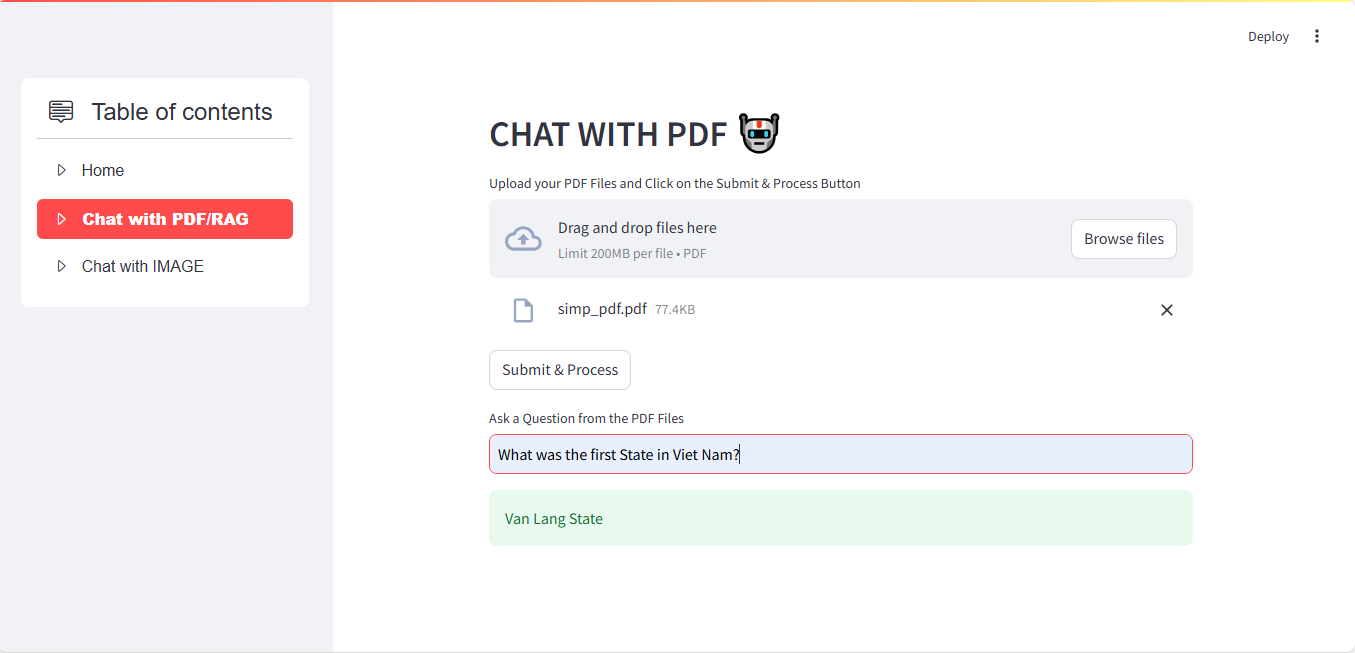 Deploy
Table of contents
Home
Chat with PDF/RAG
Chat with IMAGE
CHAT WITH PDF
Upload your PDF Files and Click on the Submit & Process Button
Drag and drop files here
Limit 200MB per file • PDF
Browse files
simp_pdf.pdf 77.4KB
Submit & Process
Ask a Question from the PDF Files
What was the first State in Viet Nam?
Van Lang State